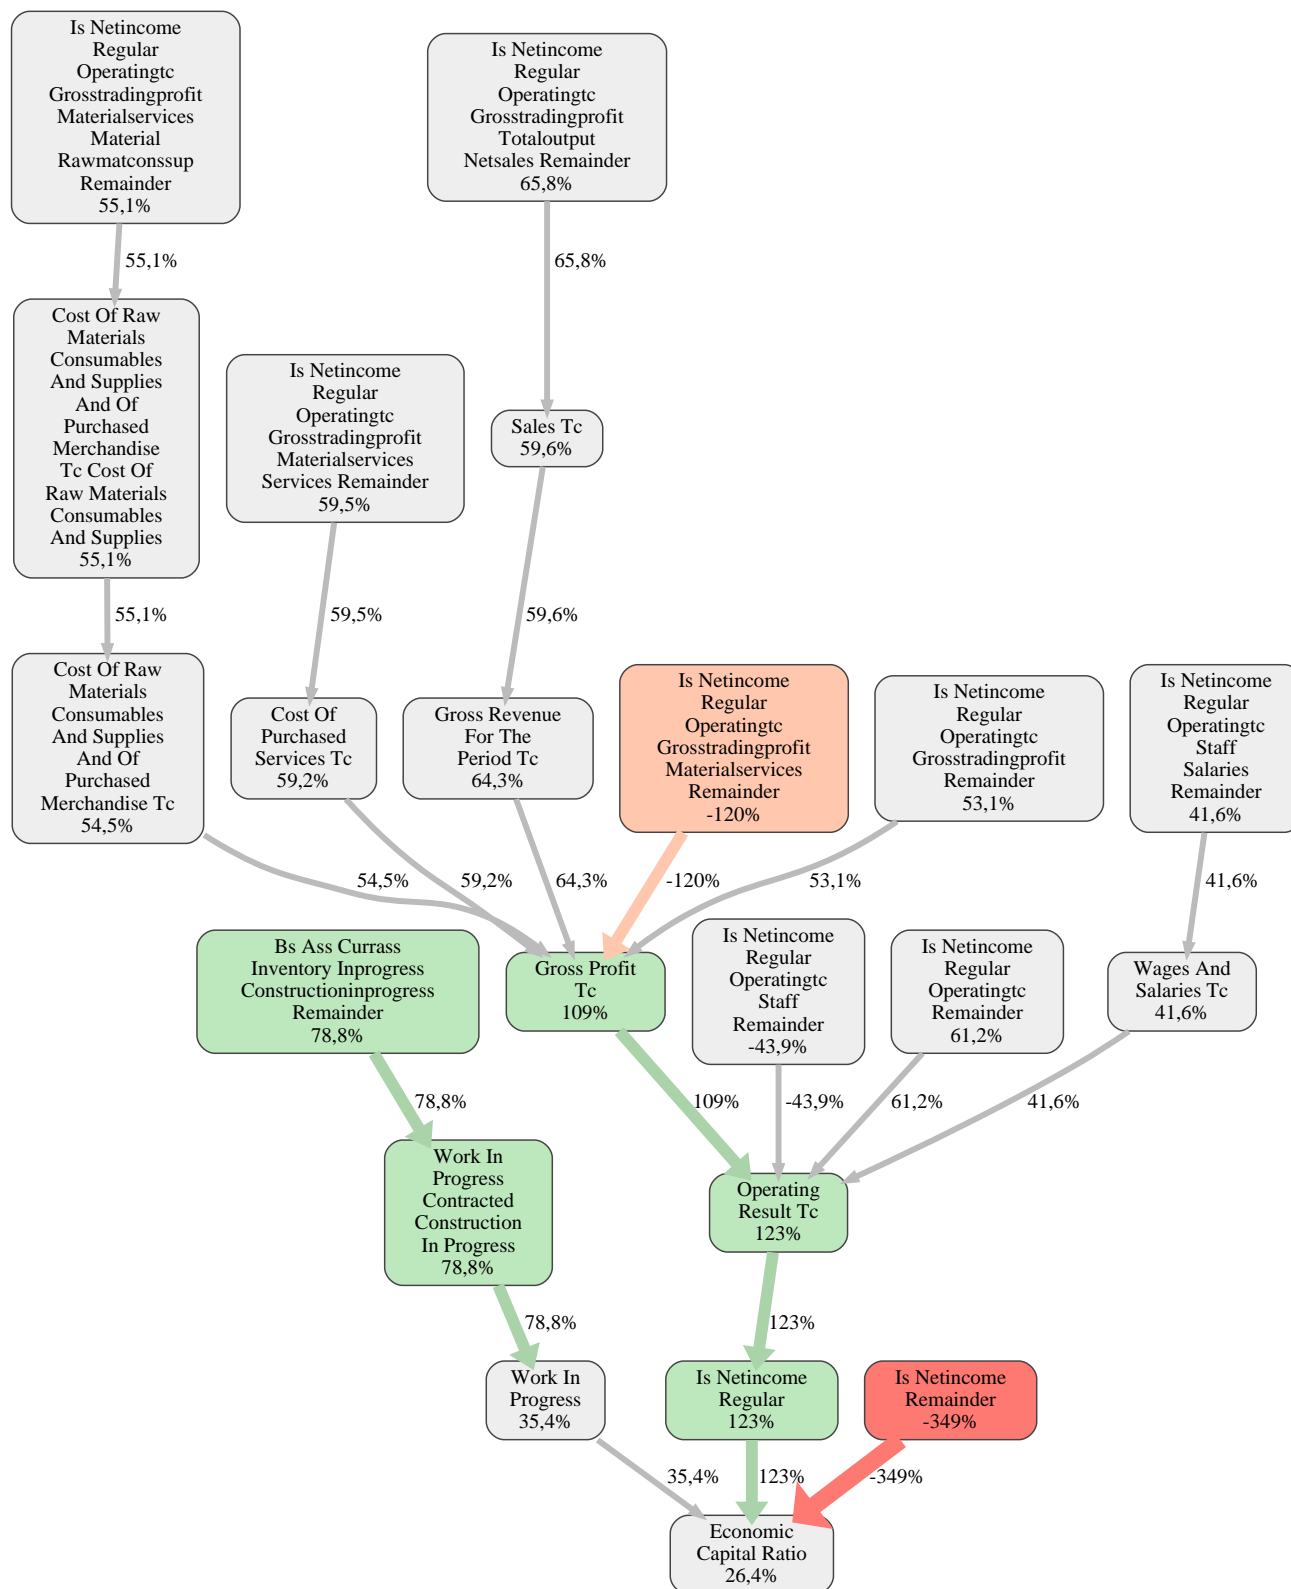 Is Netincome
Regular
Operatingtc
Grosstradingprofit
Materialservices
Material
Rawmatconssup
Remainder
55,1%
Is Netincome
Regular
Operatingtc
Grosstradingprofit
Totaloutput
Netsales Remainder
65,8%
55,1%
65,8%
Cost Of Raw
Materials
Consumables
And Supplies
And Of
Purchased
Merchandise
Tc Cost Of
Raw Materials
Consumables
And Supplies
55,1%
Is Netincome
Regular
Operatingtc
Grosstradingprofit
Materialservices
Services Remainder
59,5%
Sales Tc
59,6%
55,1%
59,5%
59,6%
Cost Of Raw
Materials
Consumables
And Supplies
And Of
Purchased
Merchandise Tc
54,5%
Cost Of
Purchased
Services Tc
59,2%
Gross Revenue
For The
Period Tc
64,3%
Is Netincome
Regular
Operatingtc
Grosstradingprofit
Materialservices
Remainder
-120%
Is Netincome
Regular
Operatingtc
Grosstradingprofit
Remainder
53,1%
Is Netincome
Regular
Operatingtc
Staff
Salaries
Remainder
41,6%
54,5%
59,2%
64,3%
-120%
53,1%
41,6%
Bs Ass Currass
Inventory Inprogress
Constructioninprogress
Remainder
78,8%
Gross Profit
Tc
109%
Is Netincome
Regular
Operatingtc
Staff
Remainder
-43,9%
Is Netincome
Regular
Operatingtc
Remainder
61,2%
Wages And
Salaries Tc
41,6%
78,8%
109%
-43,9%
61,2%
41,6%
Work In
Progress
Contracted
Construction
In Progress
78,8%
Operating
Result Tc
123%
78,8%
123%
Work In
Progress
35,4%
Is Netincome
Regular
123%
Is Netincome
Remainder
-349%
35,4%
123%
-349%
Economic
Capital Ratio
26,4%